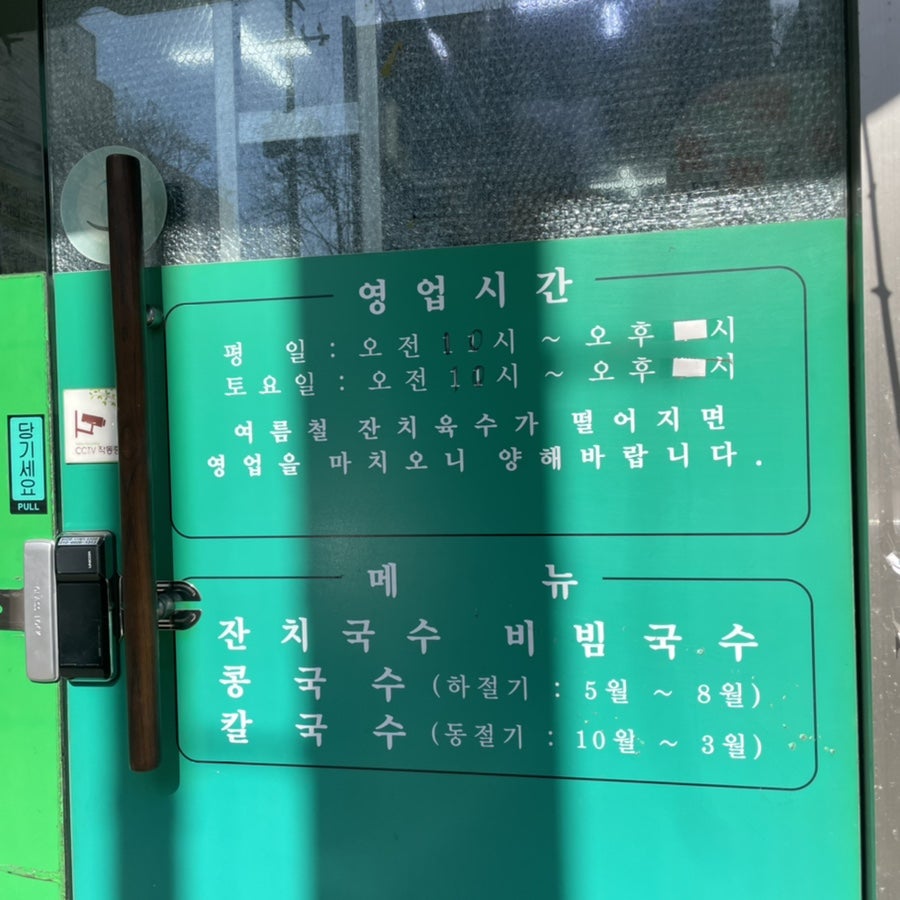 영업시간
평 일 : 오전 시 ~ 오후 시
토요일 : 오전 시 ~ 오후 시
여름철 잔치육수가 떨어지면
영업을 마치오니 양해바랍니다.
당기세요
PULL
CCTV 작동중
메 뉴
잔치국수 비빔국수
콩국수 (하절기 : 5월 ~ 8월)
칼국수 (동절기 : 10월 ~ 3월)